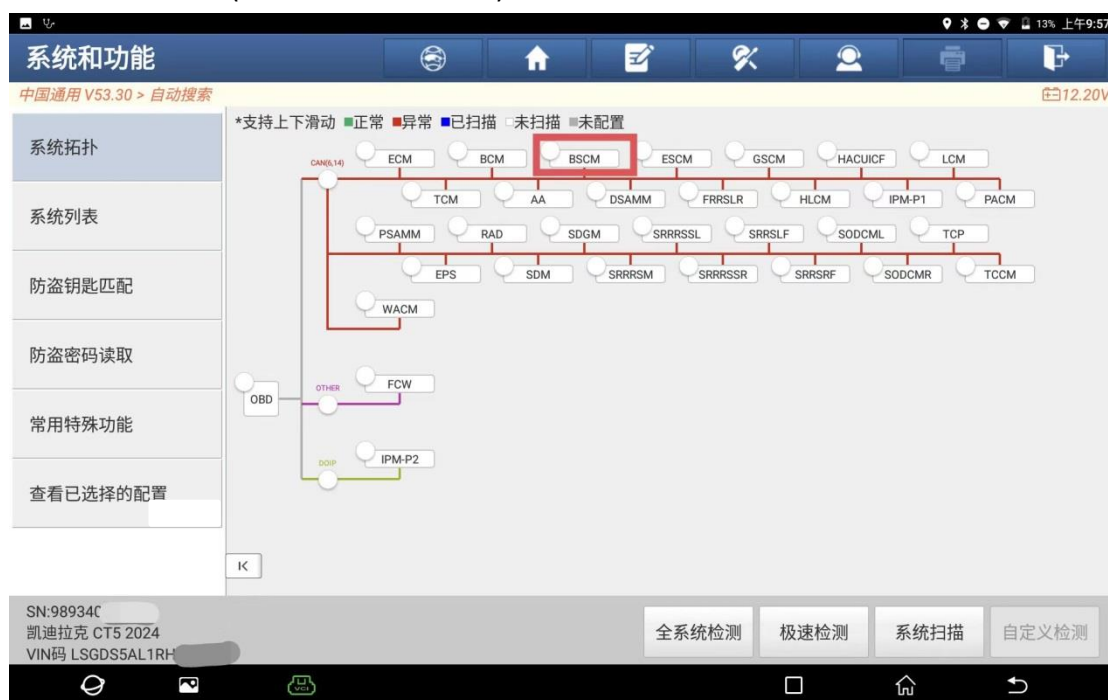 13% 上午9:57
系统和功能
中国通用 V53.30 > 自动搜索
12.20V
系统拓扑
系统列表
防盗钥匙匹配
防盗密码读取
常用特殊功能
查看已选择的配置
*支持上下滑动 正常 异常 已扫描 未扫描 未配置
CAN(6,14)
ECM BCM BSCM ESCM GSCM HACUICF LCM
TCM AA DSAMM FRRSLR HLCM IPM-P1 PACM
PSAMM RAD SDGM SRRRSSL SRRSLF SODCML TCP
EPS SDM SRRRSM SRRRSSR SRRSRF SODCMR TCCM
WACM
OBD
OTHER
FCW
DOIP
IPM-P2
SN:98934
凯迪拉克 CT5 2024
VIN码 LSGDS5AL1RH
全系统检测 极速检测 系统扫描 自定义检测
VCI